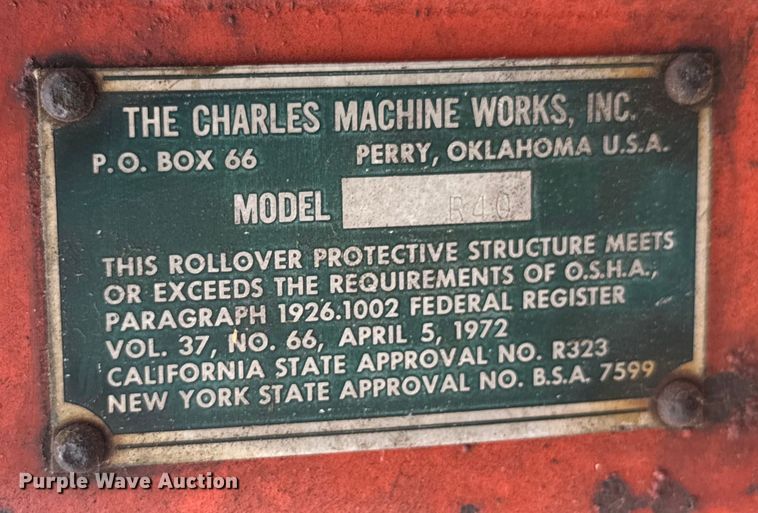 THE CHARLES MACHINE WORKS, INC.
P.O. BOX 66 PERRY, OKLAHOMA U.S.A.
MODEL R40
THIS ROLLOVER PROTECTIVE STRUCTURE MEETS
OR EXCEEDS THE REQUIREMENTS OF O.S.H.A.,
PARAGRAPH 1926.1002 FEDERAL REGISTER
VOL. 37, NO. 66, APRIL 5, 1972
CALIFORNIA STATE APPROVAL NO. R323
NEW YORK STATE APPROVAL NO. B.S.A. 7599
Purple Wave Auction